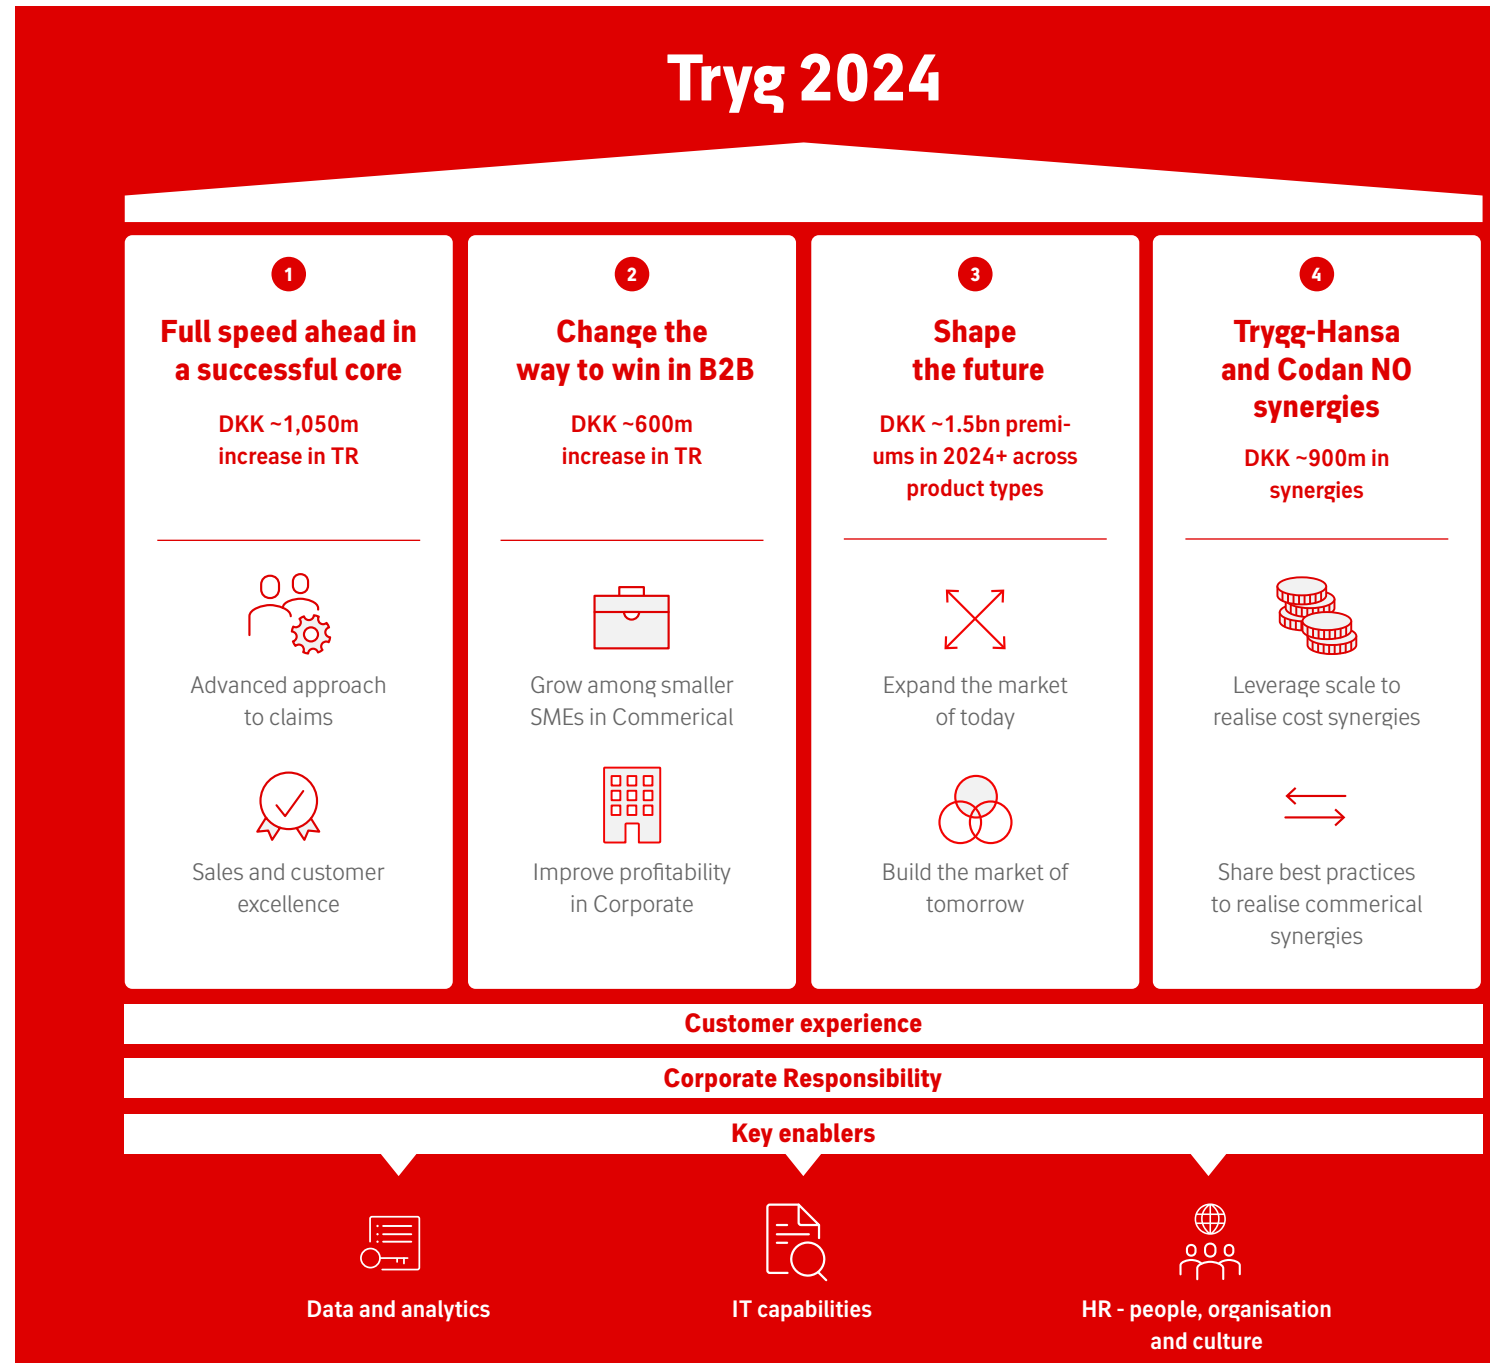 Tryg 2024
1
Full speed ahead in
a successful core
DKK ~1,050m
increase in TR
Advanced approach
to claims
Sales and customer
excellence
2
Change the
way to win in B2B
DKK ~600m
increase in TR
Grow among smaller
SMEs in Commerical
Improve profitability
in Corporate
3
Shape
the future
DKK ~1.5bn premi-
ums in 2024+ across
product types
Expand the market
of today
Build the market of
tomorrow
4
Trygg-Hansa
and Codan NO
synergies
DKK ~900m in
synergies
Leverage scale to
realise cost synergies
Share best practices
to realise commerical
synergies
Customer experience
Corporate Responsibility
Key enablers
Data and analytics
IT capabilities
HR - people, organisation
and culture